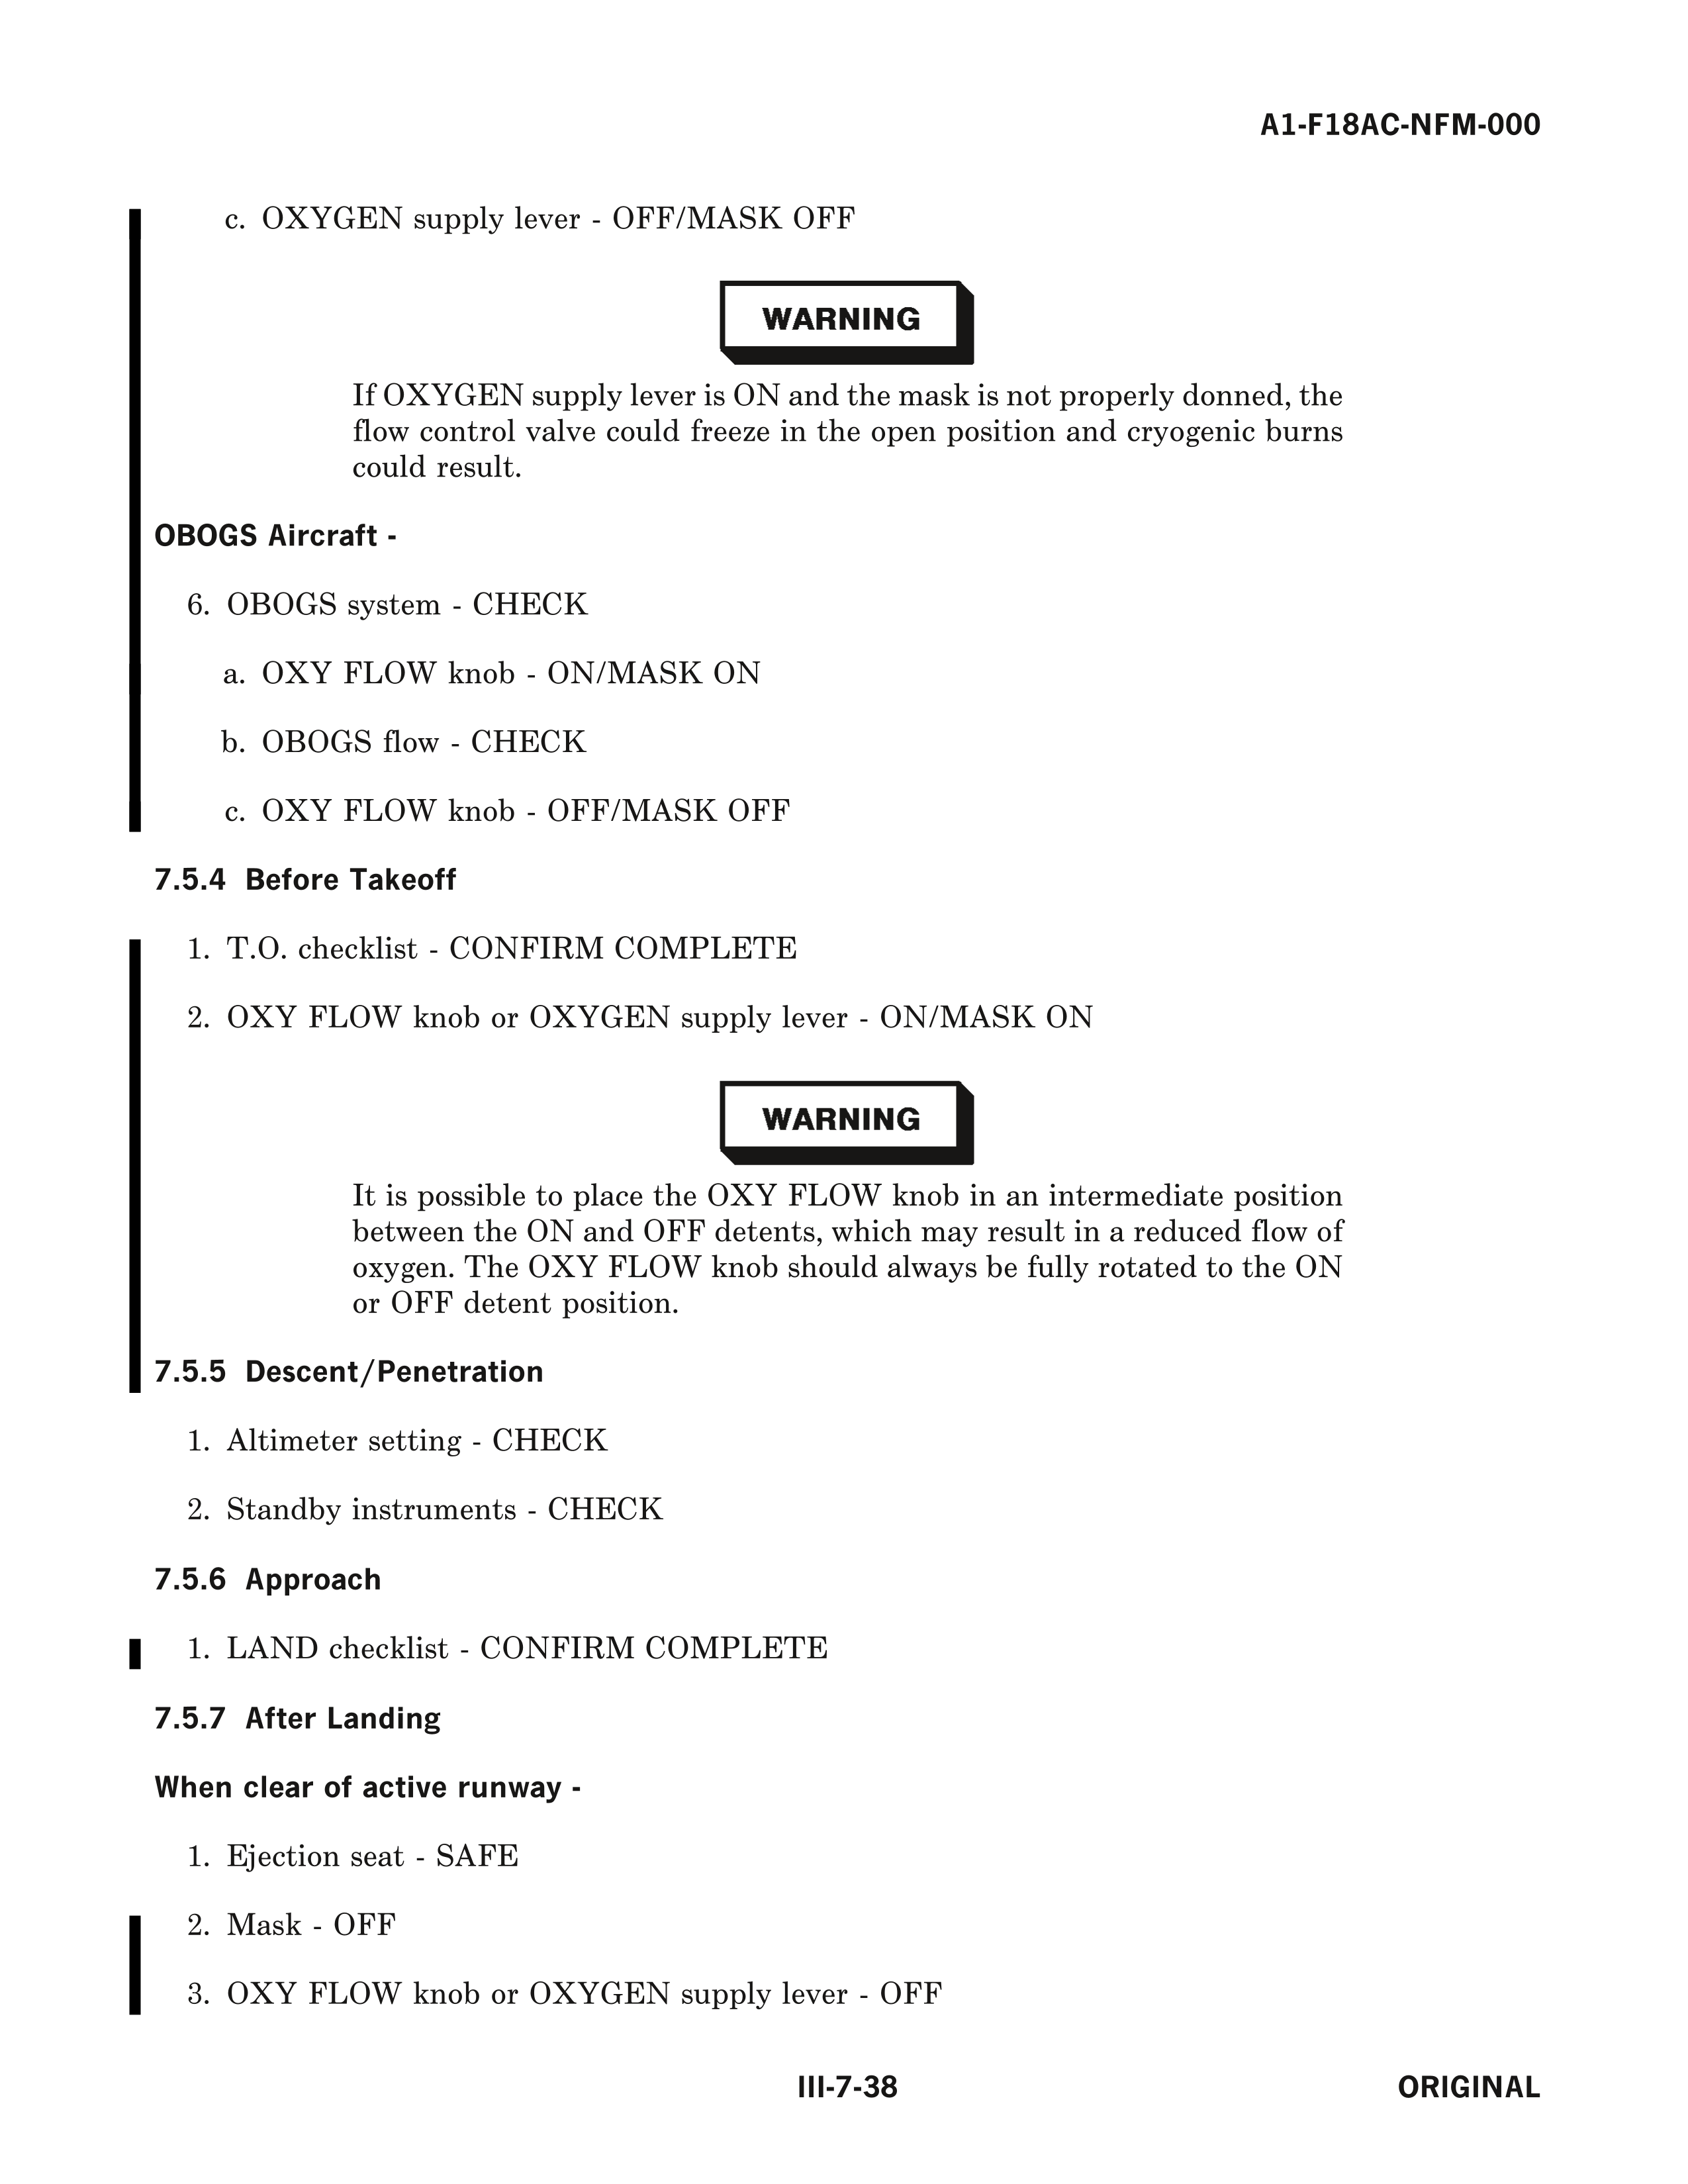 A1-F18AC-NFM-000
c. OXYGEN supply lever - OFF/MASK OFF
WARNING
If OXYGEN supply lever is ON and the mask is not properly donned, the
flow control valve could freeze in the open position and cryogenic burns
could result.
OBOGS Aircraft -
6. OBOGS system - CHECK
a. OXY FLOW knob - ON/MASK ON
b. OBOGS flow - CHECK
c. OXY FLOW knob - OFF/MASK OFF
7.5.4 Before Takeoff
1. T.O. checklist - CONFIRM COMPLETE
2. OXY FLOW knob or OXYGEN supply lever - ON/MASK ON
WARNING
It is possible to place the OXY FLOW knob in an intermediate position
between the ON and OFF detents, which may result in a reduced flow of
oxygen. The OXY FLOW knob should always be fully rotated to the ON
or OFF detent position.
7.5.5 Descent/Penetration
1. Altimeter setting - CHECK
2. Standby instruments - CHECK
7.5.6 Approach
1. LAND checklist - CONFIRM COMPLETE
7.5.7 After Landing
When clear of active runway -
1. Ejection seat - SAFE
2. Mask - OFF
3. OXY FLOW knob or OXYGEN supply lever - OFF
III-7-38
ORIGINAL